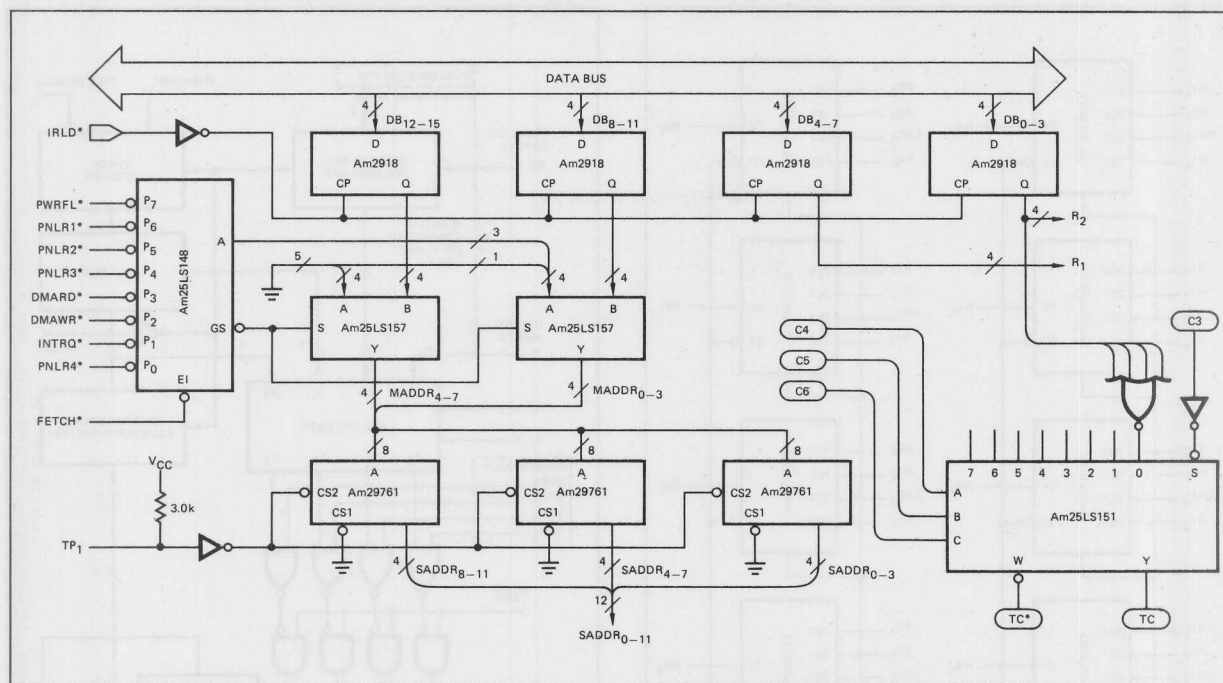 DATA BUS
IRLD*
4 DB12–15
4 DB8–11
4 DB4–7
4 DB0–3
D
Am2918
CP Q
D
Am2918
CP Q
D
Am2918
CP Q
D
Am2918
CP Q
4 R2
4 R1
PWRFL*
PNLR1*
PNLR2*
PNLR3*
DMARD*
DMAWR*
INTRQ*
PNLR4*
P7
P6
P5
P4
P3
P2
P1
P0
Am25LS148
A
GS
EI
FETCH*
3
5
1
4
4
4
4
A B
S Am25LS157
Y
A B
S Am25LS157
Y
4 MADDR4–7
4 MADDR0–3
C4
C5
C6
C3
VCC
3.0k
TP1
8
8
8
A
CS2 Am29761
CS1
A
CS2 Am29761
CS1
A
CS2 Am29761
CS1
4 SADDR8–11
4 SADDR4–7
4 SADDR0–3
12
SADDR0–11
7 6 5 4 3 2 1 0 S
A
B
C
Am25LS151
W Y
TC*
TC